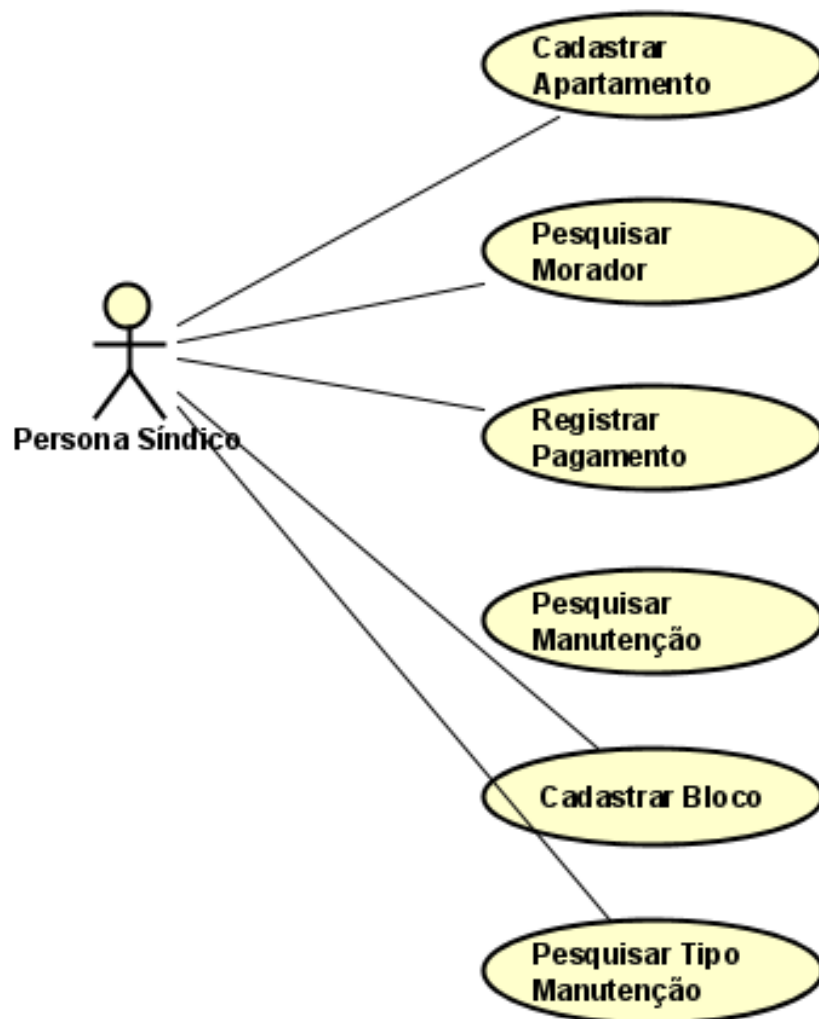 Cadastrar
Apartamento
Pesquisar
Morador
Persona Síndico
Registrar
Pagamento
Pesquisar
Manutenção
Cadastrar Bloco
Pesquisar Tipo
Manutenção